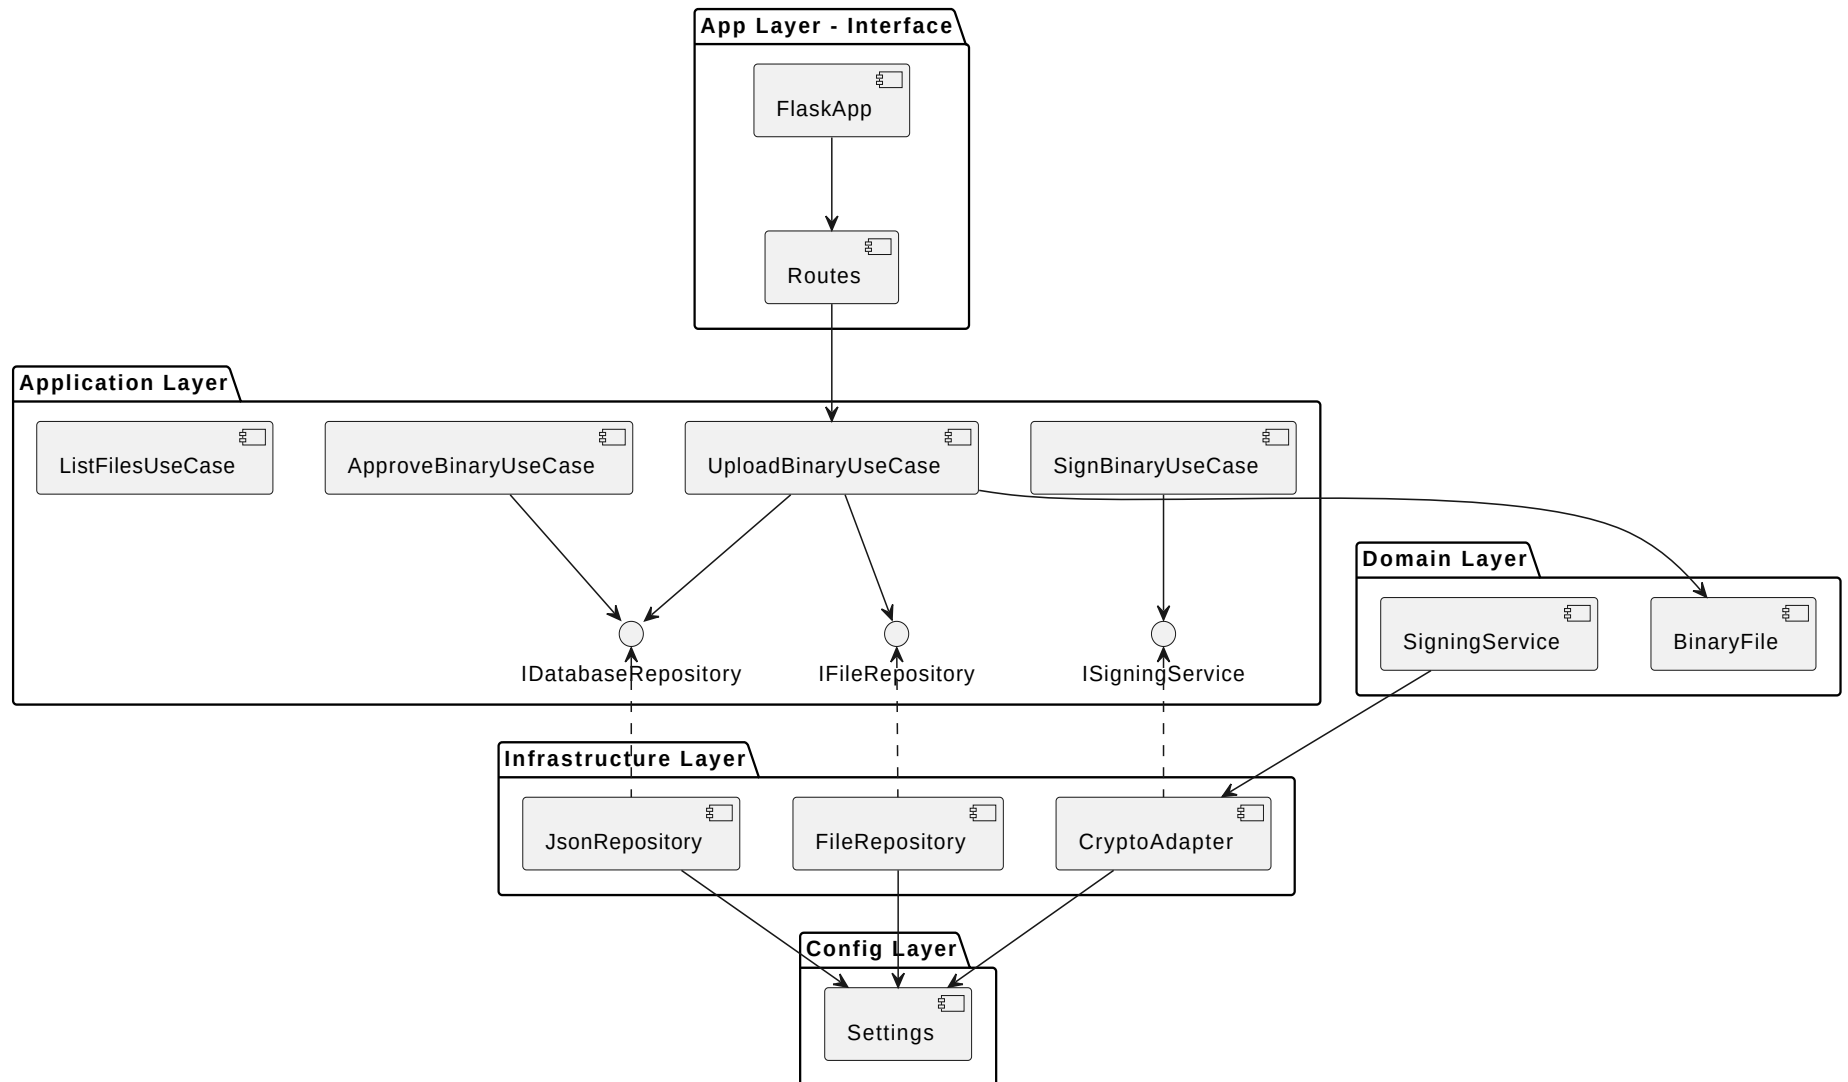 App Layer - Interface
FlaskApp
Routes
Application Layer
ListFilesUseCase
ApproveBinaryUseCase
UploadBinaryUseCase
SignBinaryUseCase
Domain Layer
SigningService
BinaryFile
IDatabaseRepository
IFileRepository
ISigningService
Infrastructure Layer
JsonRepository
FileRepository
CryptoAdapter
Config Layer
Settings